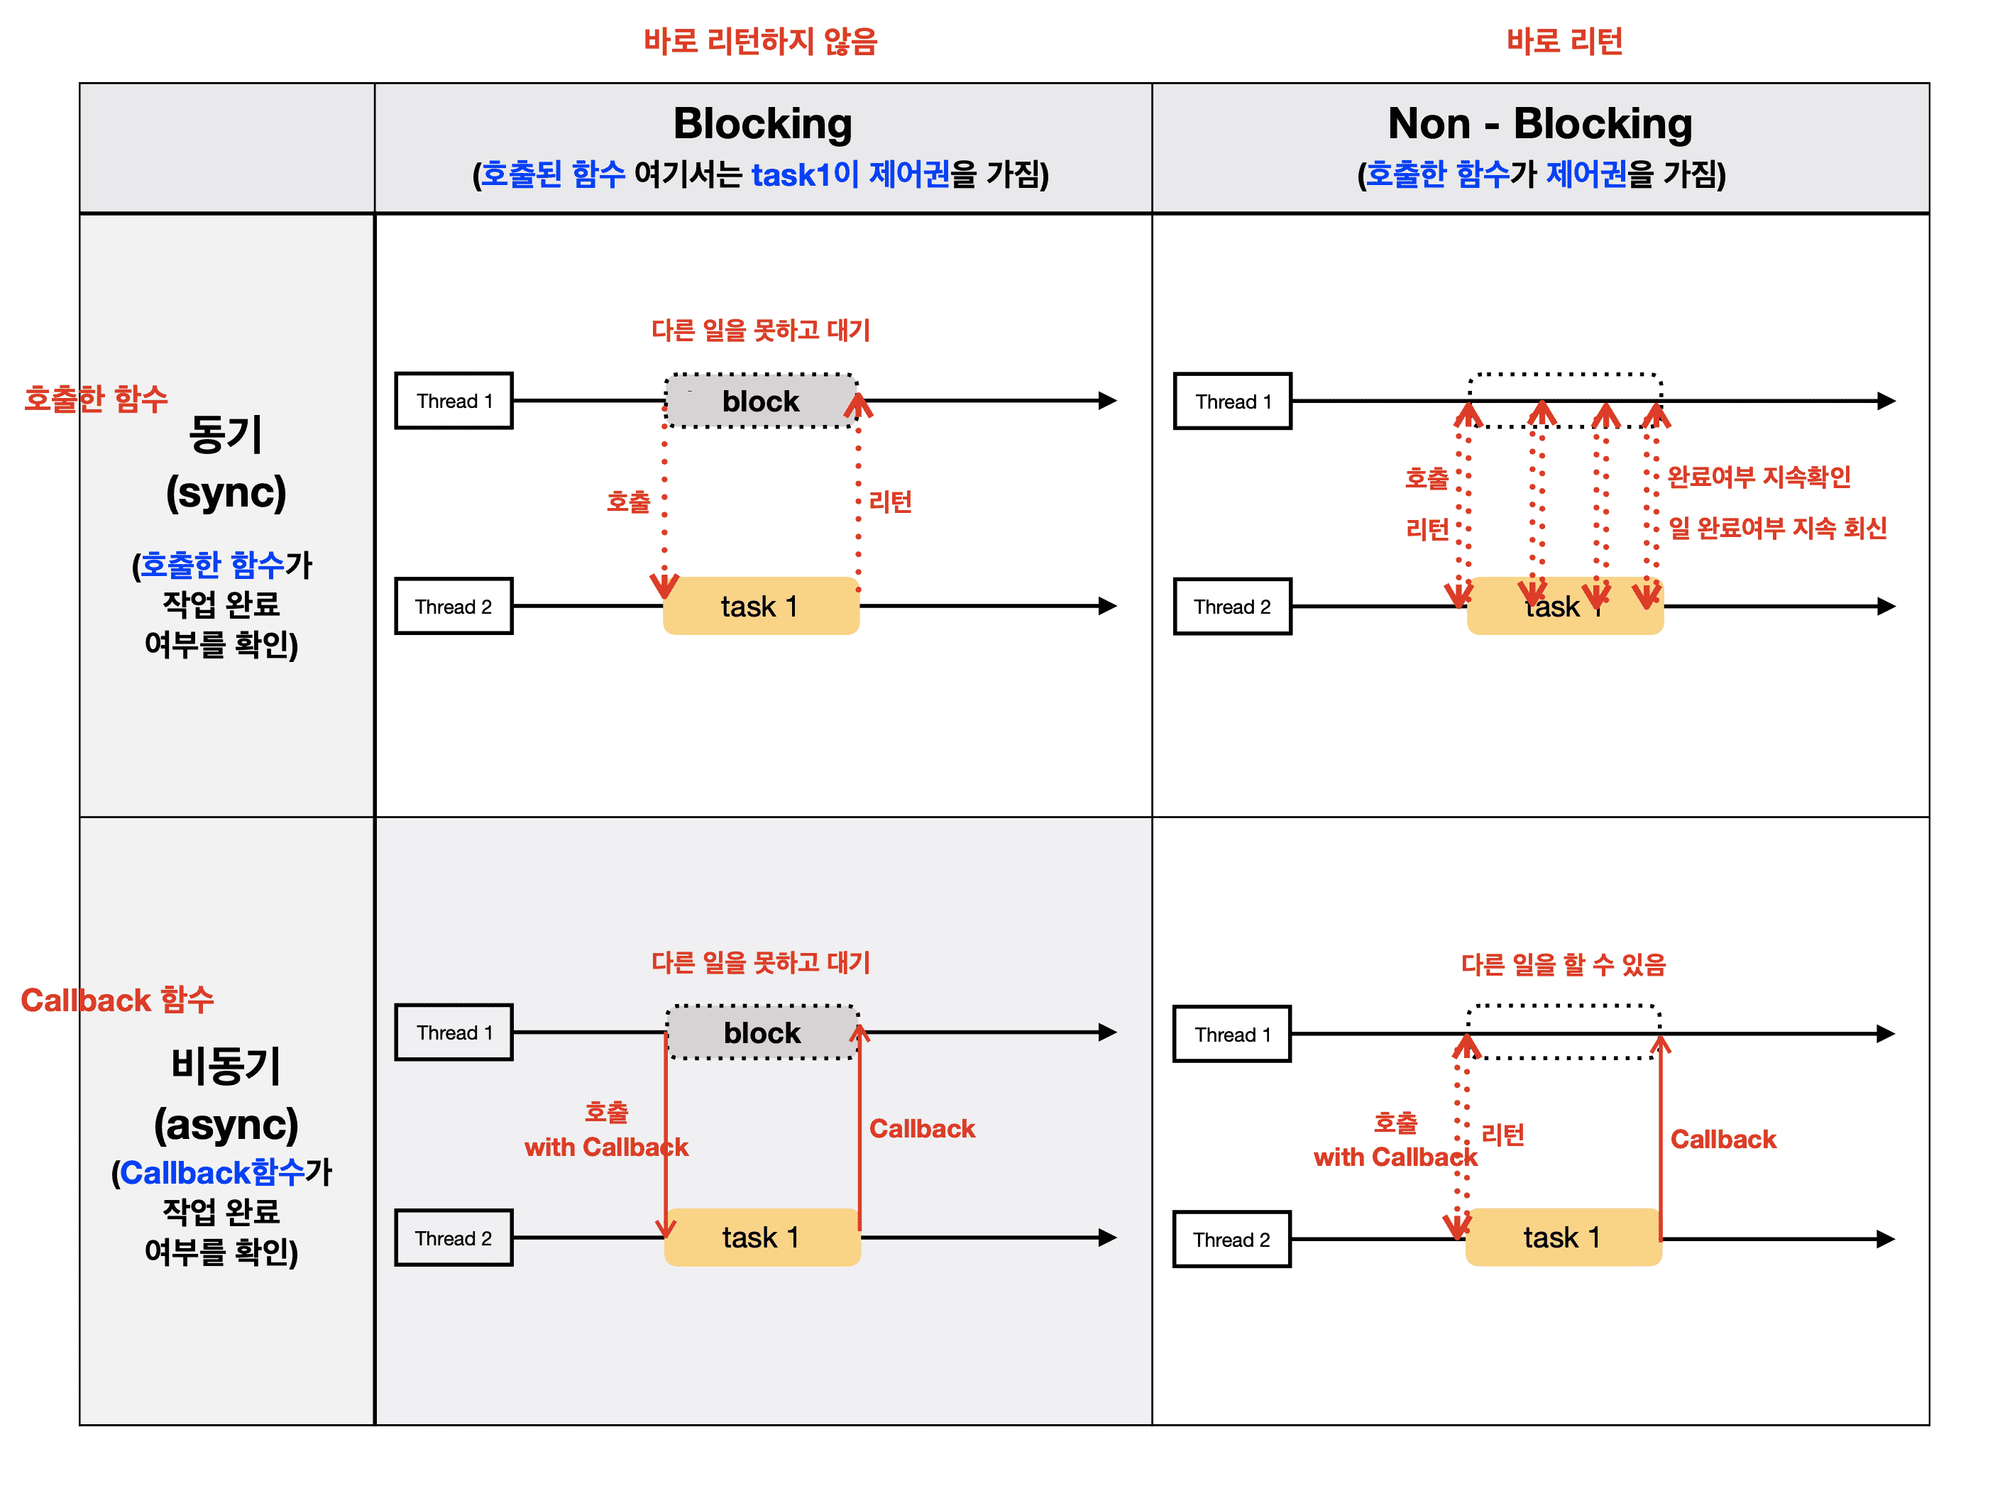 바로 리턴하지 않음
바로 리턴
Blocking
(호출된 함수 여기서는 task1이 제어권을 가짐)
Non - Blocking
(호출한 함수가 제어권을 가짐)
호출한 함수
동기
(sync)
(호출한 함수가
작업 완료
여부를 확인)
다른 일을 못하고 대기
Thread 1
block
호출
리턴
Thread 2
task 1
Thread 1
호출
리턴
완료여부 지속확인
일 완료여부 지속 회신
Thread 2
task 1
Callback 함수
비동기
(async)
(Callback함수가
작업 완료
여부를 확인)
다른 일을 못하고 대기
Thread 1
block
호출
with Callback
Callback
Thread 2
task 1
다른 일을 할 수 있음
Thread 1
호출
with Callback
리턴
Callback
Thread 2
task 1